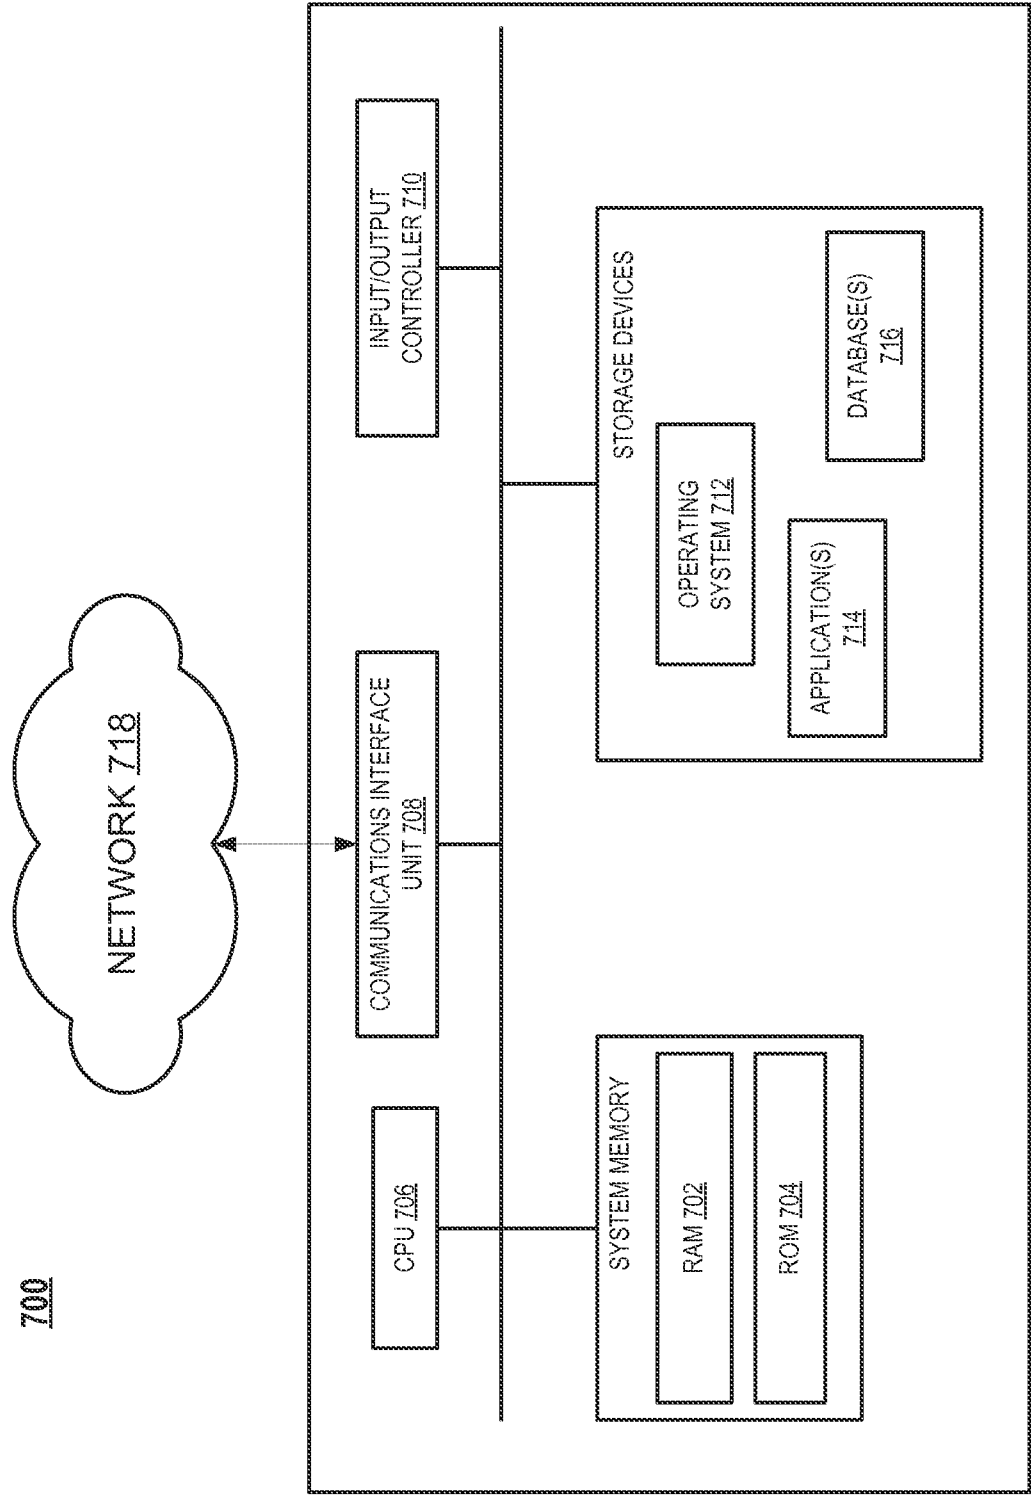 700
NETWORK 718
CPU 706
COMMUNICATIONS INTERFACE
UNIT 708
INPUT/OUTPUT
CONTROLLER 710
SYSTEM MEMORY
RAM 702
ROM 704
STORAGE DEVICES
OPERATING
SYSTEM 712
APPLICATION(S)
714
DATABASE(S)
716